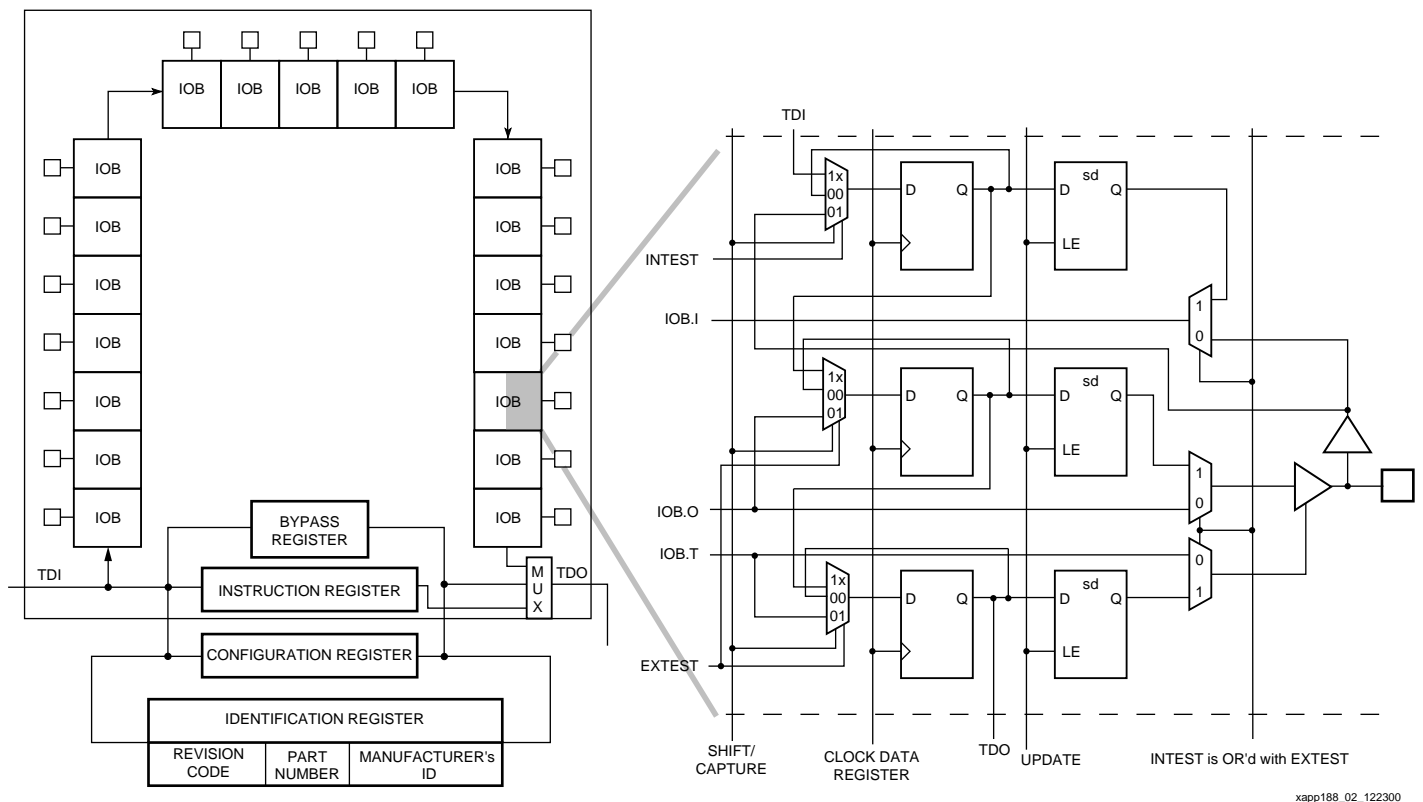 IOB IOB IOB IOB IOB
IOB
IOB
IOB
IOB
IOB
IOB
IOB
IOB
IOB
IOB
IOB
IOB
IOB
IOB
BYPASS
REGISTER
TDI
INSTRUCTION REGISTER
M
U
X
TDO
CONFIGURATION REGISTER
IDENTIFICATION REGISTER
REVISION
CODE
PART
NUMBER
MANUFACTURER's
ID
TDI
1x
00
01
D Q
sd
D Q
LE
INTEST
IOB.I
1
0
1x
00
01
D Q
sd
D Q
LE
1
0
IOB.O
IOB.T
0
1
1x
00
01
D Q
sd
D Q
LE
EXTEST
SHIFT/
CAPTURE
CLOCK DATA
REGISTER
TDO
UPDATE
INTEST is OR'd with EXTEST
xapp188_02_122300